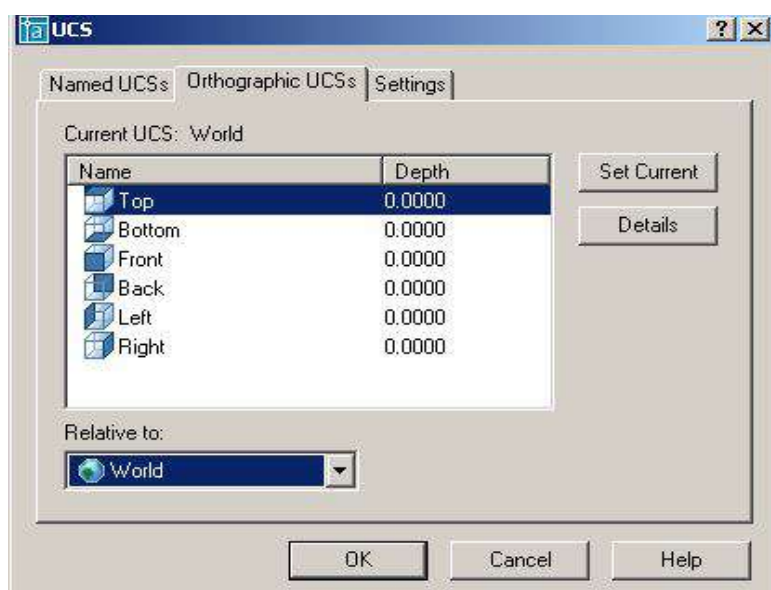 UCS
Named UCSs Orthographic UCSs Settings
Current UCS: World
Name Depth
Top 0.0000
Bottom 0.0000
Front 0.0000
Back 0.0000
Left 0.0000
Right 0.0000
Set Current
Details
Relative to:
World
OK Cancel Help